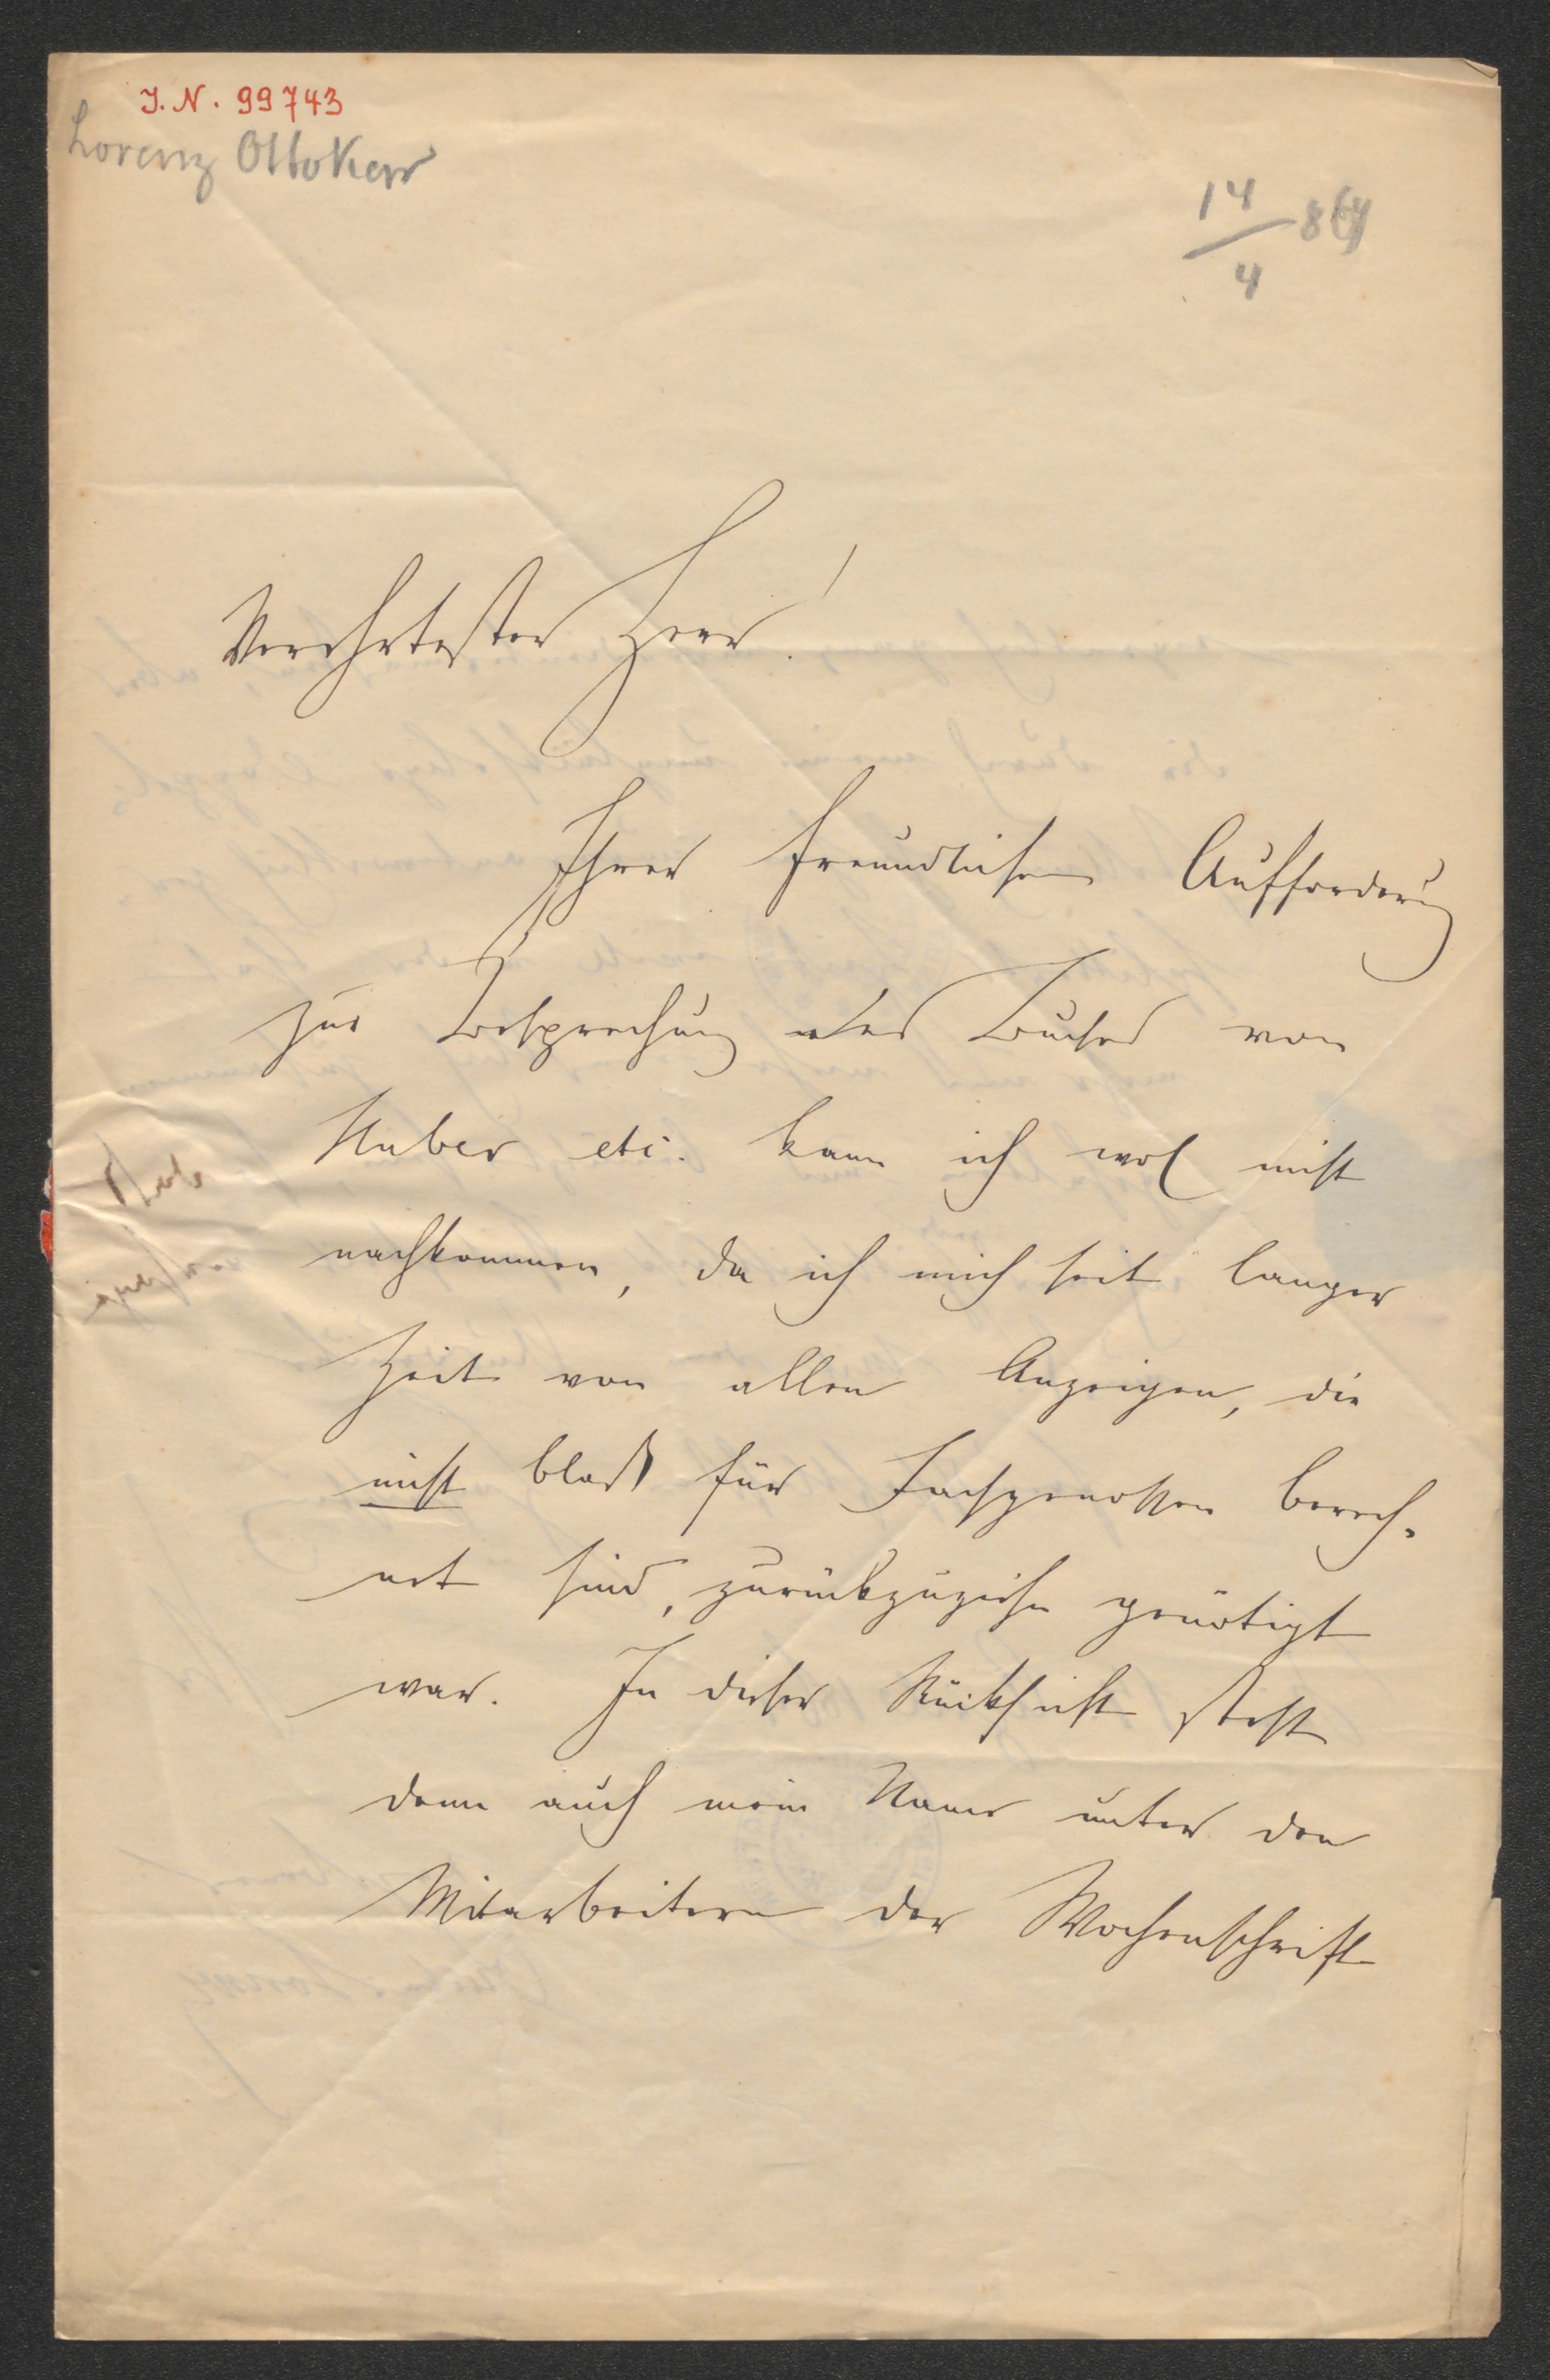 J. N. 99743
Lorenz Ottokar
14/4 864
Verehrtester Herr!
Ihrer freundlichen Aufforderung
zur Besprechung des Buches von
Huber etc. kann ich wol nicht
nachkommen, da ich mich seit langer
Zeit von allen Anzeigen, die
nicht bloß für Fachgenossen berech-
net sind, zurückzuziehen genötigt
war. In dieser Rücksicht steht
denn auch mein Name unter den
Mitarbeitern der Wochenschrift